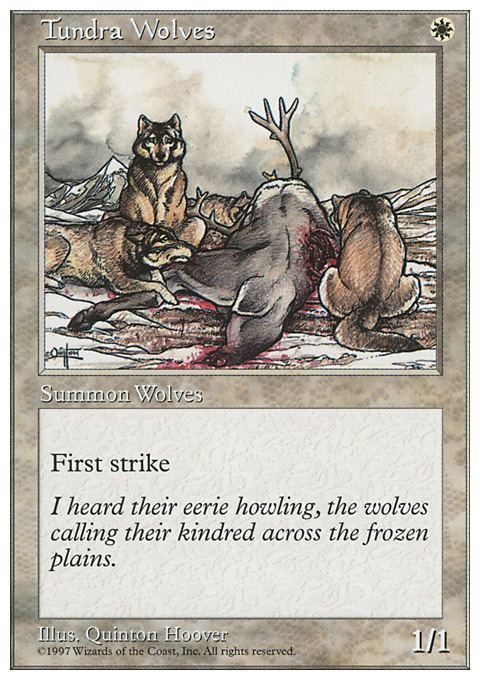 Tundra Wolves
Summon Wolves
First strike
I heard their eerie howling, the wolves
calling their kindred across the frozen
plains.
Illus. Quinton Hoover
1/1
©1997 Wizards of the Coast, Inc. All rights reserved.